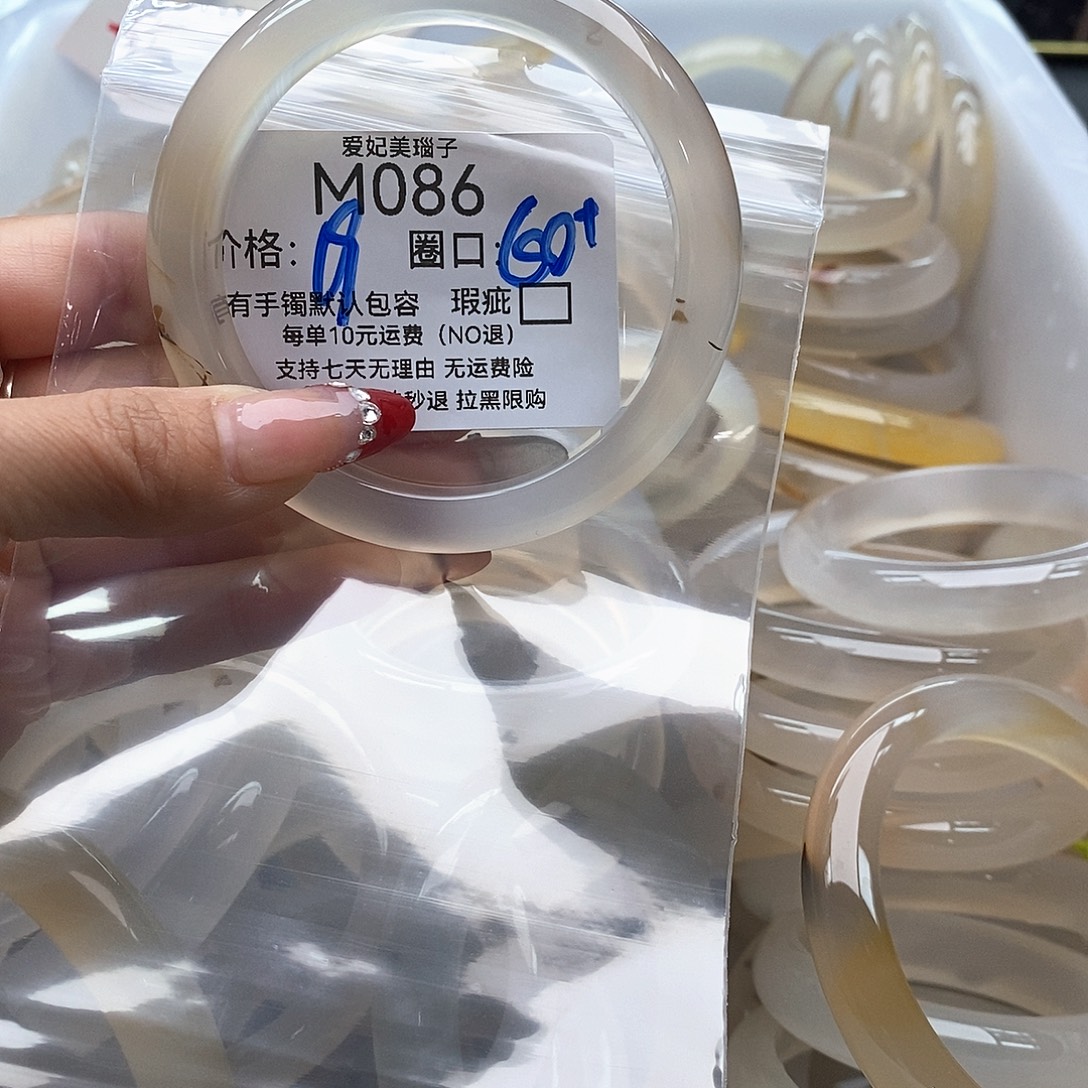 爱妃美瑙子
M086
价格：9 圈口：60+
有手镯默认包容 瑕疵
每单10元运费（NO退）
支持七天无理由 无运费险
秒退 拉黑限购